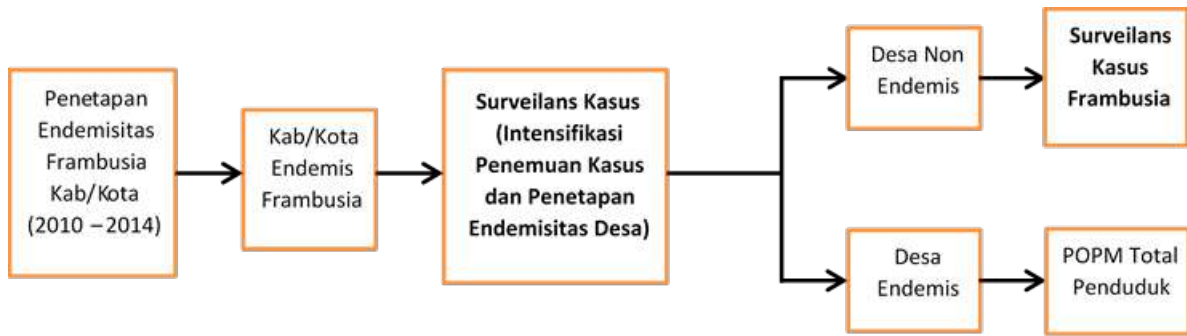 Penetapan
Endemisitas
Frambusia
Kab/Kota
(2010 – 2014)
Kab/Kota
Endemis
Frambusia
Surveilans Kasus
(Intensifikasi
Penemuan Kasus
dan Penetapan
Endemisitas Desa)
Desa Non
Endemis
Surveilans
Kasus
Frambusia
Desa
Endemis
POPM Total
Penduduk